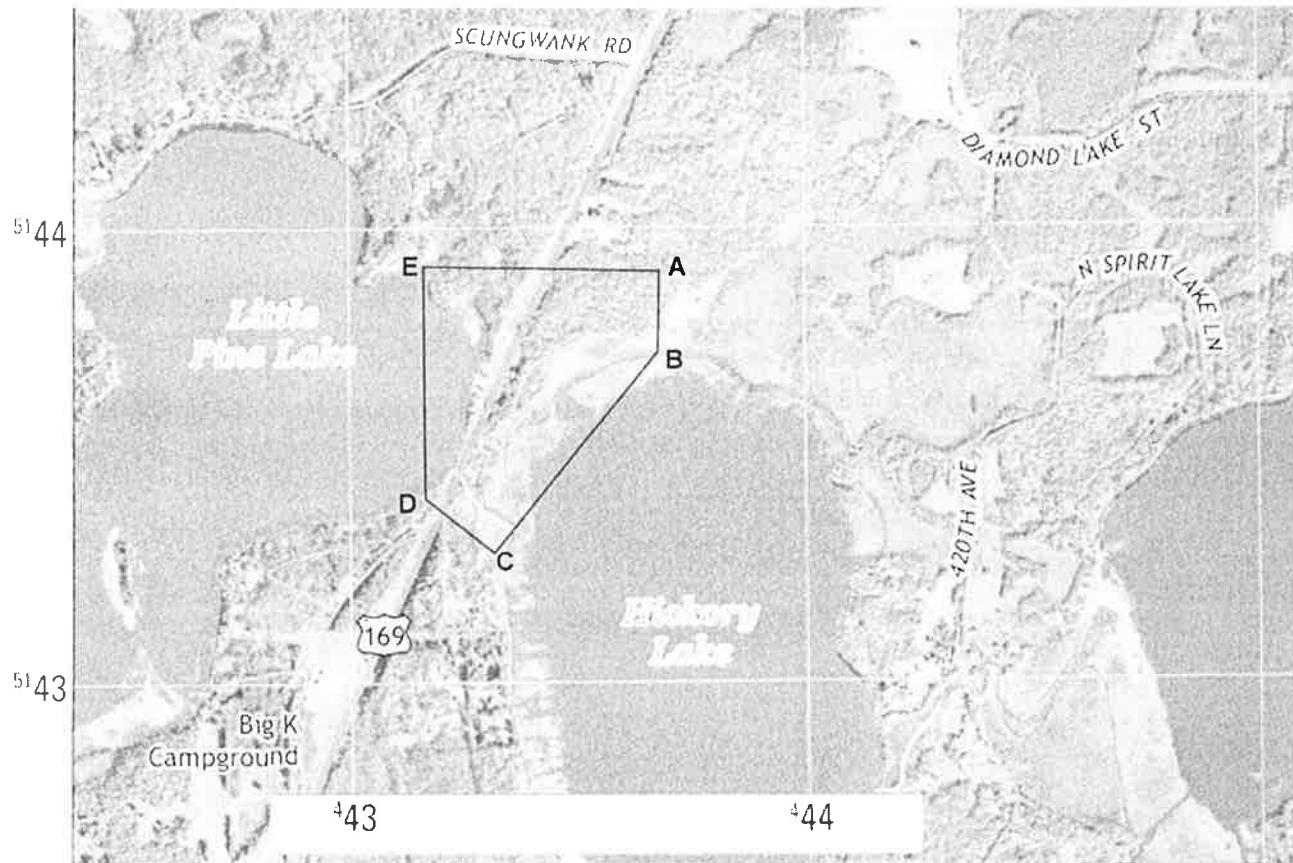 SCUNGWANK RD
DIAMOND LAKE ST
5144
E
A
N SPIRIT LAKE LN
Little
Pine Lake
B
D
420TH AVE
C
Hickory
Lake
169
5143
Big K
Campground
443
444